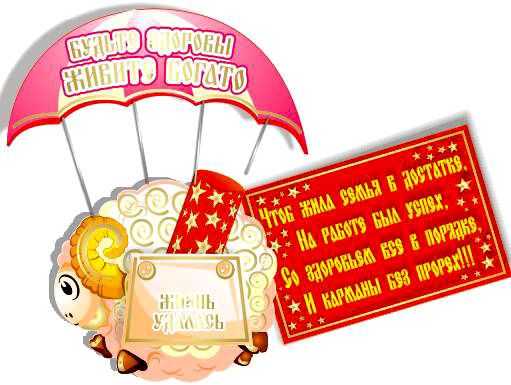 БУДЬТЕ ЗДОРОВЫ
ЖИВИТЕ БОГАТО
ЖИЗНЬ
УДАЛАСЬ
Чтоб жила семья в достатке,
На работе был успех,
Со здоровьем все в порядке,
И карманы без прорех!!!